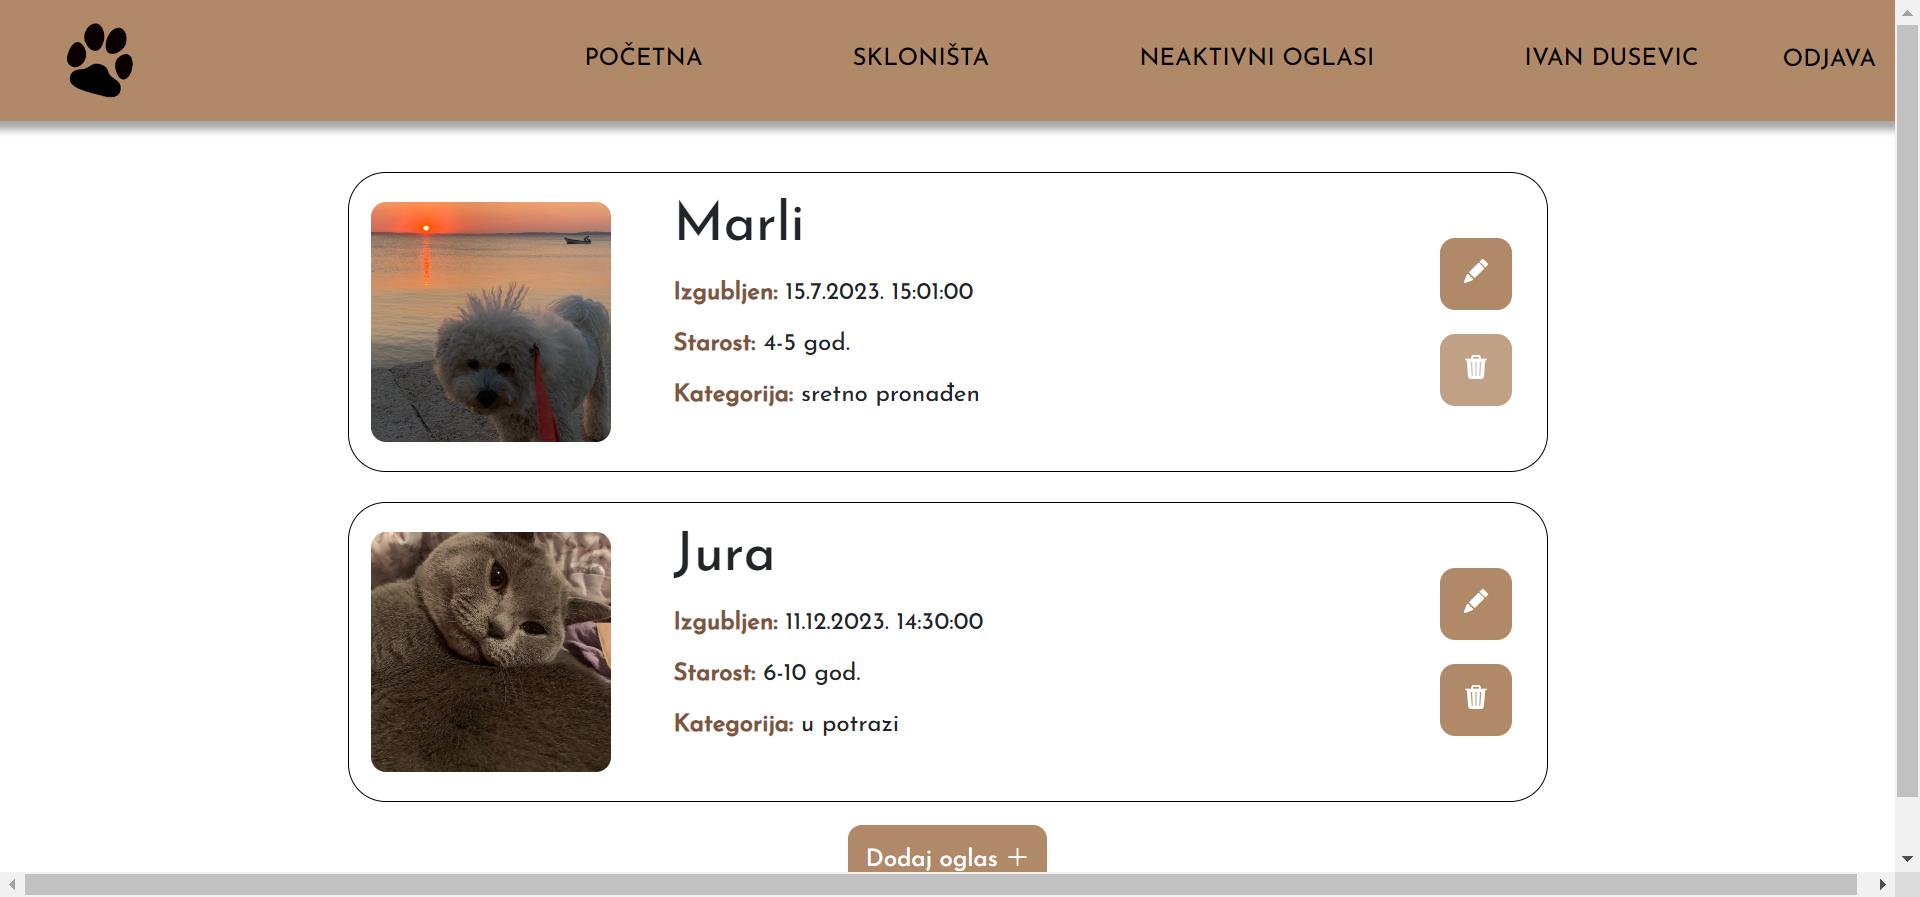 POČETNA SKLONIŠTA NEAKTIVNI OGLASI IVAN DUSEVIC ODJAVA
Marli
Izgubljen: 15.7.2023. 15:01:00
Starost: 4-5 god.
Kategorija: sretno pronađen
Jura
Izgubljen: 11.12.2023. 14:30:00
Starost: 6-10 god.
Kategorija: u potrazi
Dodaj oglas +